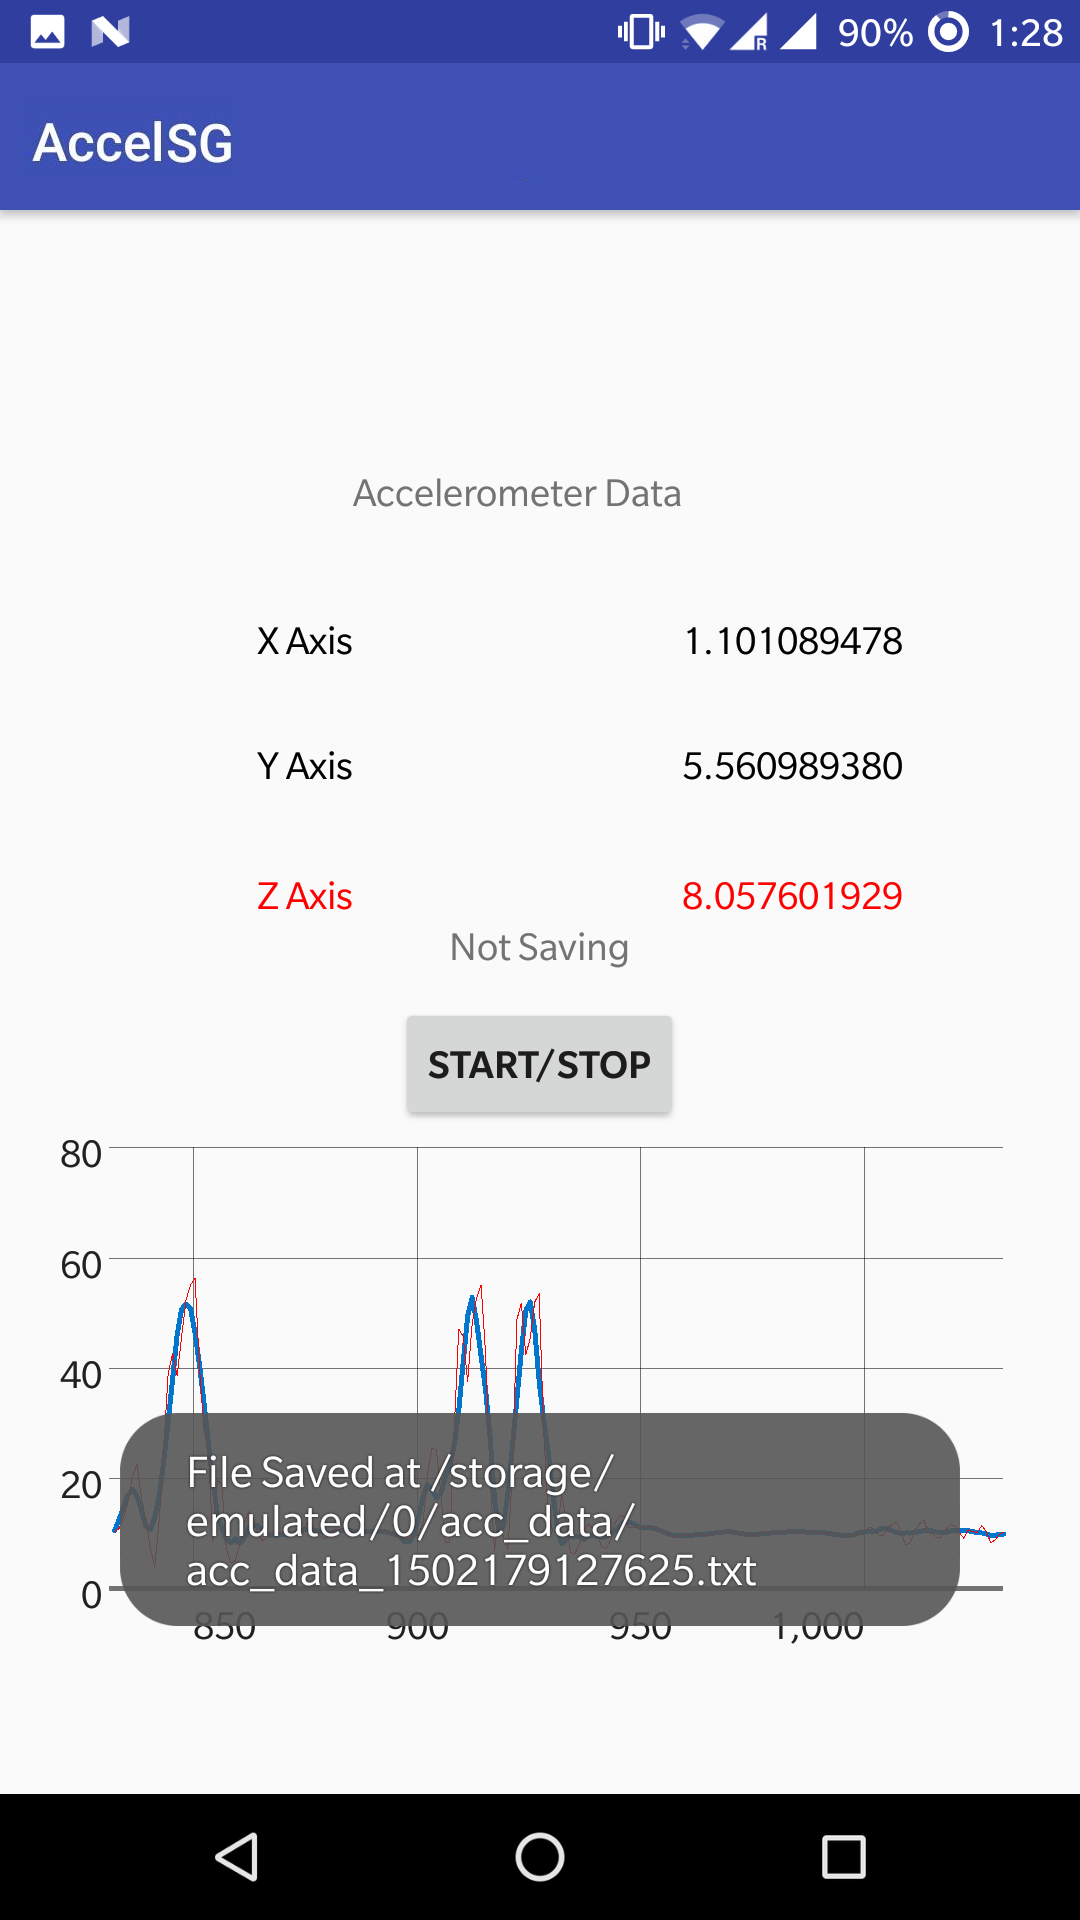 90% 1:28
AccelSG
Accelerometer Data
X Axis 1.101089478
Y Axis 5.560989380
Z Axis 8.057601929
Not Saving
START/STOP
80
60
40
20
0
850 900 950 1,000
File Saved at /storage/
emulated/0/acc_data/
acc_data_1502179127625.txt